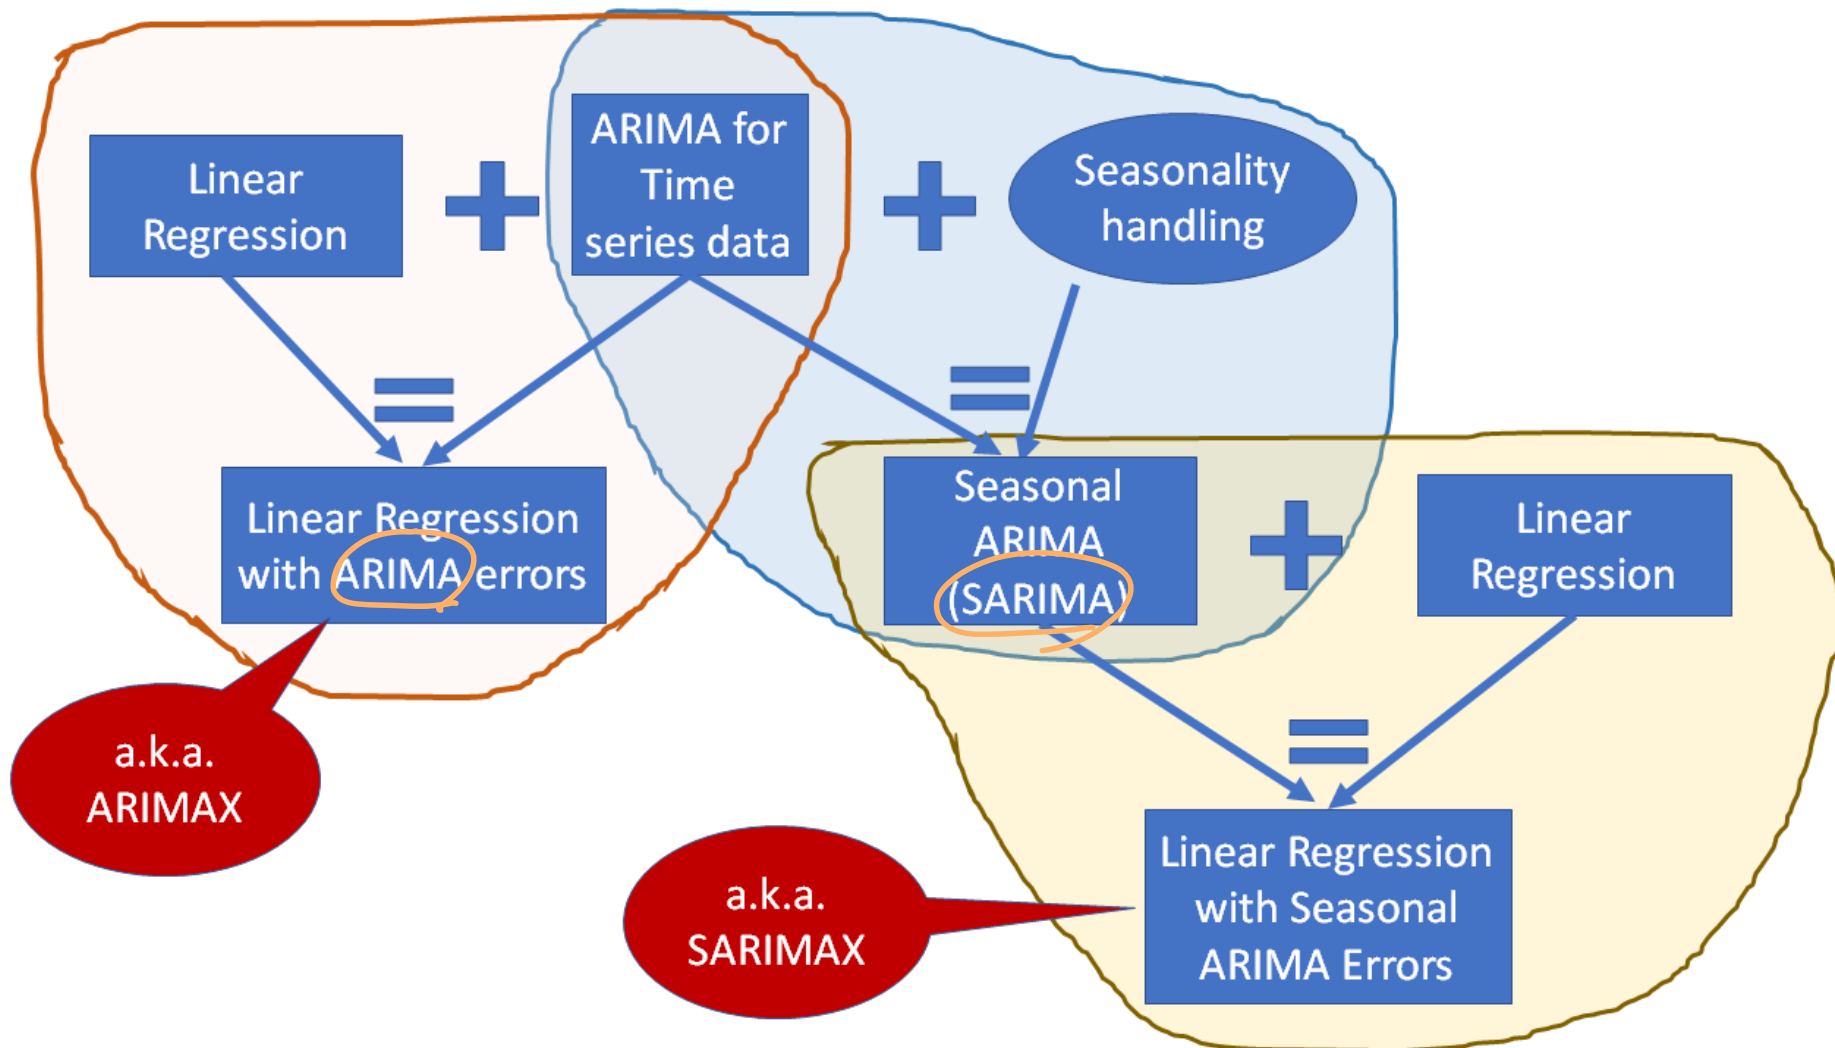 Linear
Regression
ARIMA for
Time
series data
Seasonality
handling
Linear Regression
with ARIMA errors
Seasonal
ARIMA
(SARIMA)
Linear
Regression
a.k.a.
ARIMAX
a.k.a.
SARIMAX
Linear Regression
with Seasonal
ARIMA Errors